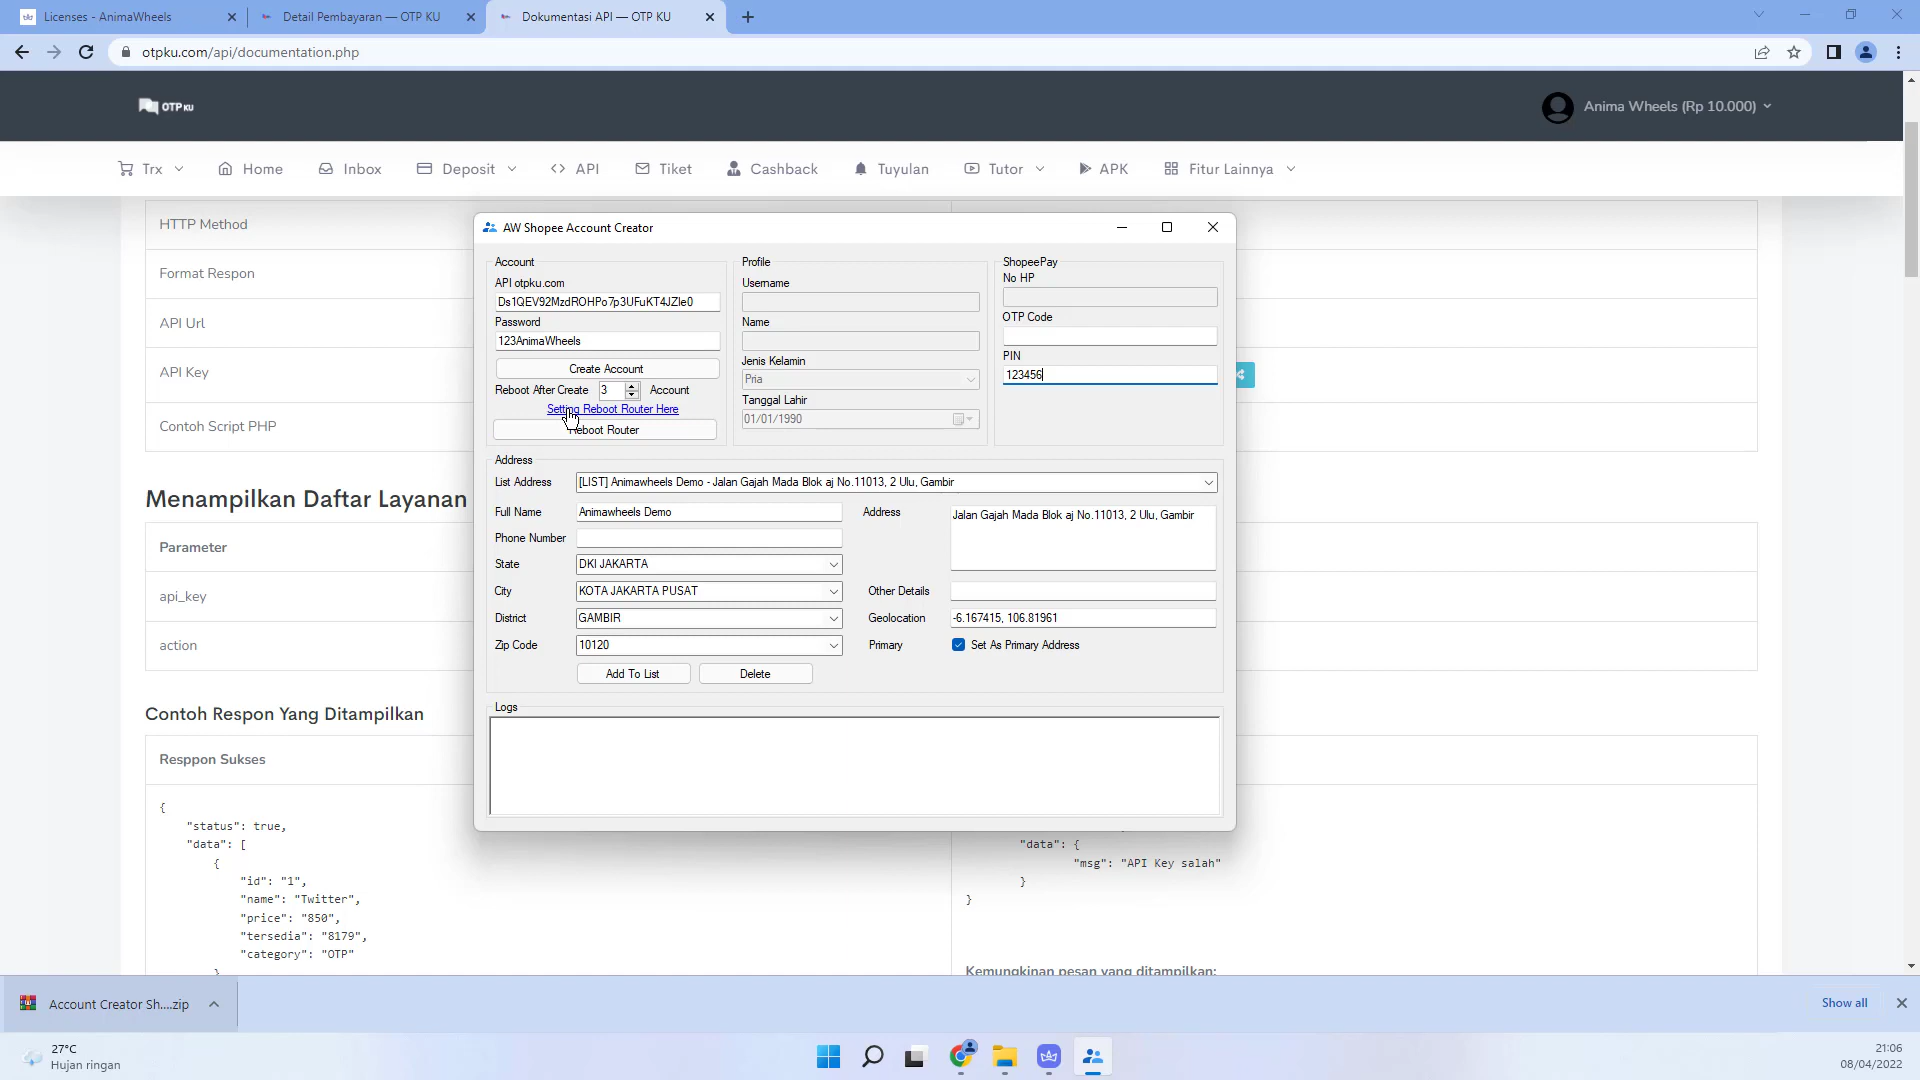 Licenses - AnimaWheels
Detail Pembayaran — OTP KU
Dokumentasi API — OTP KU
otpku.com/api/documentation.php
OTP KU
Anima Wheels (Rp 10.000)
Trx
Home
Inbox
Deposit
API
Tiket
Cashback
Tuyulan
Tutor
APK
Fitur Lainnya
HTTP Method
Format Respon
API Url
API Key
Contoh Script PHP
Menampilkan Daftar Layanan
Parameter
api_key
action
Contoh Respon Yang Ditampilkan
Resppon Sukses
{
"status": true,
"data": [
{
"id": "1",
"name": "Twitter",
"price": "850",
"tersedia": "8179",
"category": "OTP"
}
"data": {
"msg": "API Key salah"
}
}
Kemungkinan pesan yang ditampilkan:
AW Shopee Account Creator
Account
API otpku.com
Password
123AnimaWheels
Create Account
Reboot After Create 3 Account
Setting Reboot Router Here
Reboot Router
Profile
Username
Name
Jenis Kelamin
Pria
Tanggal Lahir
01/01/1990
ShopeePay
No HP
OTP Code
PIN
123456
Address
List Address [LIST] Animawheels Demo - Jalan Gajah Mada Blok aj No.11013, 2 Ulu, Gambir
Full Name Animawheels Demo
Phone Number
State DKI JAKARTA
City KOTA JAKARTA PUSAT
District GAMBIR
Zip Code 10120
Add To List Delete
Address Jalan Gajah Mada Blok aj No.11013, 2 Ulu, Gambir
Other Details
Geolocation -6.167415, 106.81961
Primary Set As Primary Address
Logs
Account Creator Sh....zip
Show all
27°C
Hujan ringan
21:06
08/04/2022